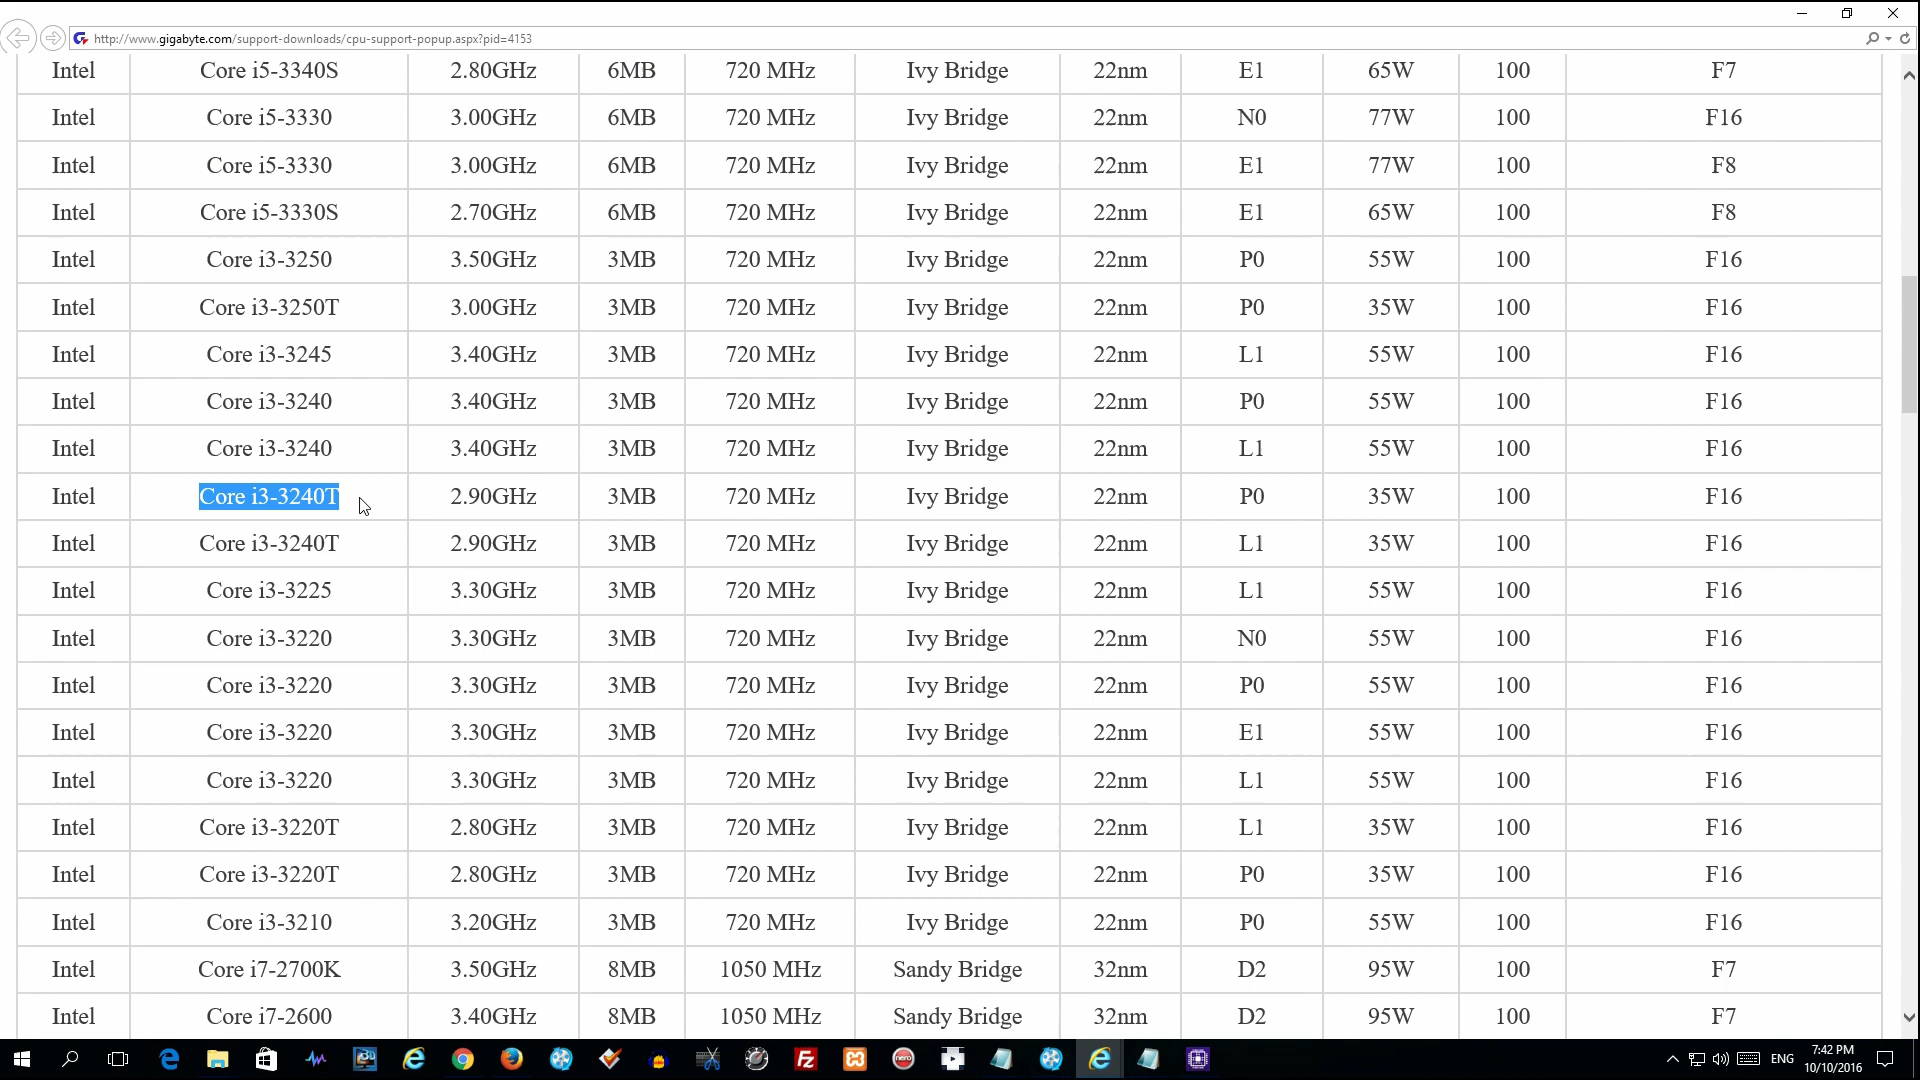 http://www.gigabyte.com/support-downloads/cpu-support-popup.aspx?pid=4153
Intel Core i5-3340S 2.80GHz 6MB 720 MHz Ivy Bridge 22nm E1 65W 100 F7
Intel Core i5-3330 3.00GHz 6MB 720 MHz Ivy Bridge 22nm N0 77W 100 F16
Intel Core i5-3330 3.00GHz 6MB 720 MHz Ivy Bridge 22nm E1 77W 100 F8
Intel Core i5-3330S 2.70GHz 6MB 720 MHz Ivy Bridge 22nm E1 65W 100 F8
Intel Core i3-3250 3.50GHz 3MB 720 MHz Ivy Bridge 22nm P0 55W 100 F16
Intel Core i3-3250T 3.00GHz 3MB 720 MHz Ivy Bridge 22nm P0 35W 100 F16
Intel Core i3-3245 3.40GHz 3MB 720 MHz Ivy Bridge 22nm L1 55W 100 F16
Intel Core i3-3240 3.40GHz 3MB 720 MHz Ivy Bridge 22nm P0 55W 100 F16
Intel Core i3-3240 3.40GHz 3MB 720 MHz Ivy Bridge 22nm L1 55W 100 F16
Intel Core i3-3240T 2.90GHz 3MB 720 MHz Ivy Bridge 22nm P0 35W 100 F16
Intel Core i3-3240T 2.90GHz 3MB 720 MHz Ivy Bridge 22nm L1 35W 100 F16
Intel Core i3-3225 3.30GHz 3MB 720 MHz Ivy Bridge 22nm L1 55W 100 F16
Intel Core i3-3220 3.30GHz 3MB 720 MHz Ivy Bridge 22nm N0 55W 100 F16
Intel Core i3-3220 3.30GHz 3MB 720 MHz Ivy Bridge 22nm P0 55W 100 F16
Intel Core i3-3220 3.30GHz 3MB 720 MHz Ivy Bridge 22nm E1 55W 100 F16
Intel Core i3-3220 3.30GHz 3MB 720 MHz Ivy Bridge 22nm L1 55W 100 F16
Intel Core i3-3220T 2.80GHz 3MB 720 MHz Ivy Bridge 22nm L1 35W 100 F16
Intel Core i3-3220T 2.80GHz 3MB 720 MHz Ivy Bridge 22nm P0 35W 100 F16
Intel Core i3-3210 3.20GHz 3MB 720 MHz Ivy Bridge 22nm P0 55W 100 F16
Intel Core i7-2700K 3.50GHz 8MB 1050 MHz Sandy Bridge 32nm D2 95W 100 F7
Intel Core i7-2600 3.40GHz 8MB 1050 MHz Sandy Bridge 32nm D2 95W 100 F7
ENG 7:42 PM
10/10/2016